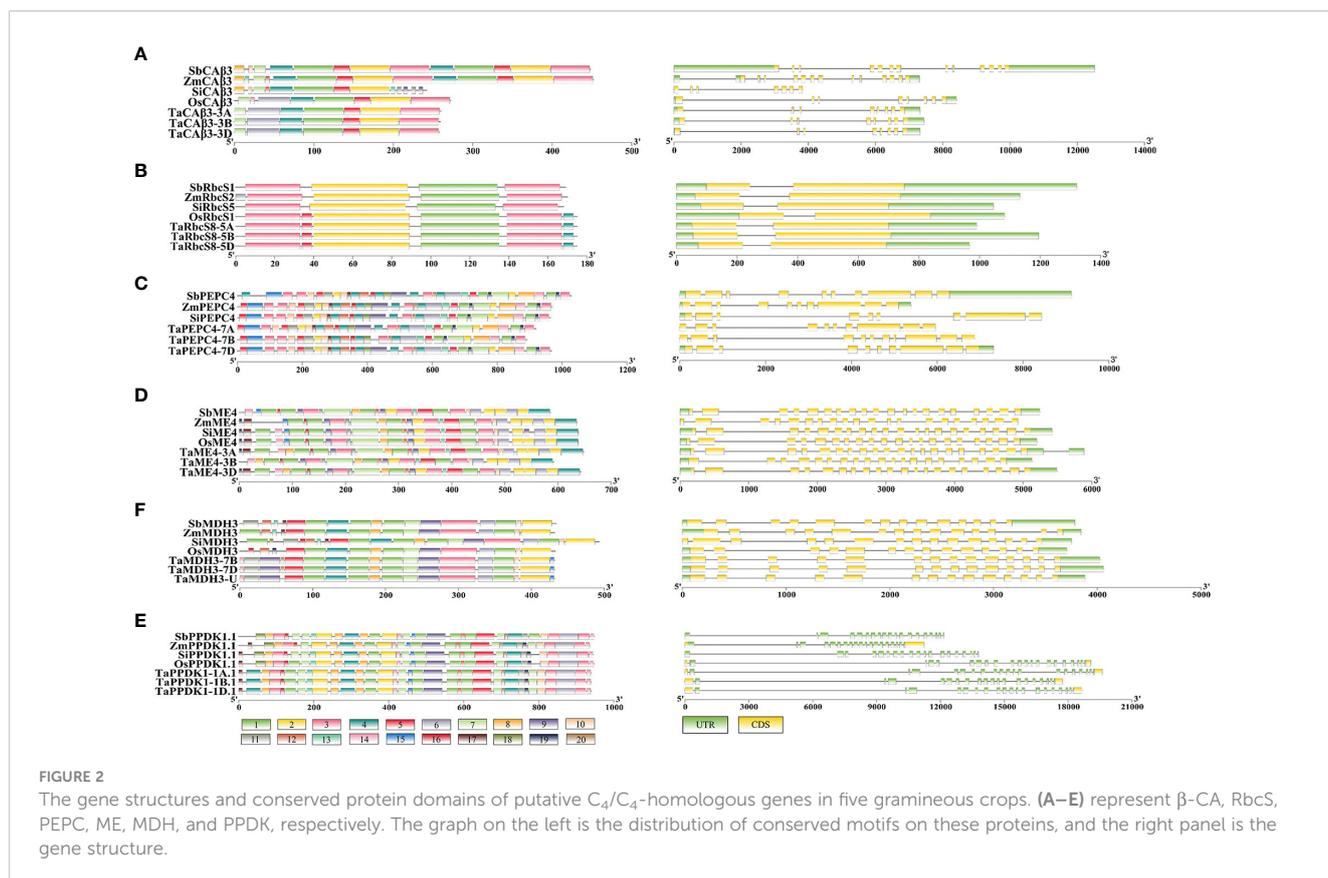 A
SbCAβ3
ZmCAβ3
SiCAβ3
OsCAβ3
TaCAβ3-3A
TaCAβ3-3B
TaCAβ3-3D
5' 3'
0 100 200 300 400 500
5' 3'
0 2000 4000 6000 8000 10000 12000 14000
B
SbRbcS1
ZmRbcS2
SiRbcS5
OsRbcS1
TaRbcS8-5A
TaRbcS8-5B
TaRbcS8-5D
5' 3'
0 20 40 60 80 100 120 140 160 180
5' 3'
0 200 400 600 800 1000 1200 1400
C
SbPEPC4
ZmPEPC4
SiPEPC4
TaPEPC4-7A
TaPEPC4-7B
TaPEPC4-7D
5' 3'
0 200 400 600 800 1000 1200
5' 3'
0 2000 4000 6000 8000 10000
D
SbME4
ZmME4
SiME4
OsME4
TaME4-3A
TaME4-3B
TaME4-3D
5' 3'
0 100 200 300 400 500 600 700
5' 3'
0 1000 2000 3000 4000 5000 6000
F
SbMDH3
ZmMDH3
SiMDH3
OsMDH3
TaMDH3-7B
TaMDH3-7D
TaMDH3-U
5' 3'
0 100 200 300 400 500
5' 3'
0 1000 2000 3000 4000 5000
E
SbPPDK1.1
ZmPPDK1.1
SiPPDK1.1
OsPPDK1.1
TaPPDK1-1A.1
TaPPDK1-1B.1
TaPPDK1-1D.1
5' 3'
0 200 400 600 800 1000
5' 3'
0 3000 6000 9000 12000 15000 18000 21000
1 2 3 4 5 6 7 8 9 10
11 12 13 14 15 16 17 18 19 20
UTR CDS
FIGURE 2
The gene structures and conserved protein domains of putative C₄/C₄-homologous genes in five gramineous crops. (A–E) represent β-CA, RbcS,
PEPC, ME, MDH, and PPDK, respectively. The graph on the left is the distribution of conserved motifs on these proteins, and the right panel is the
gene structure.